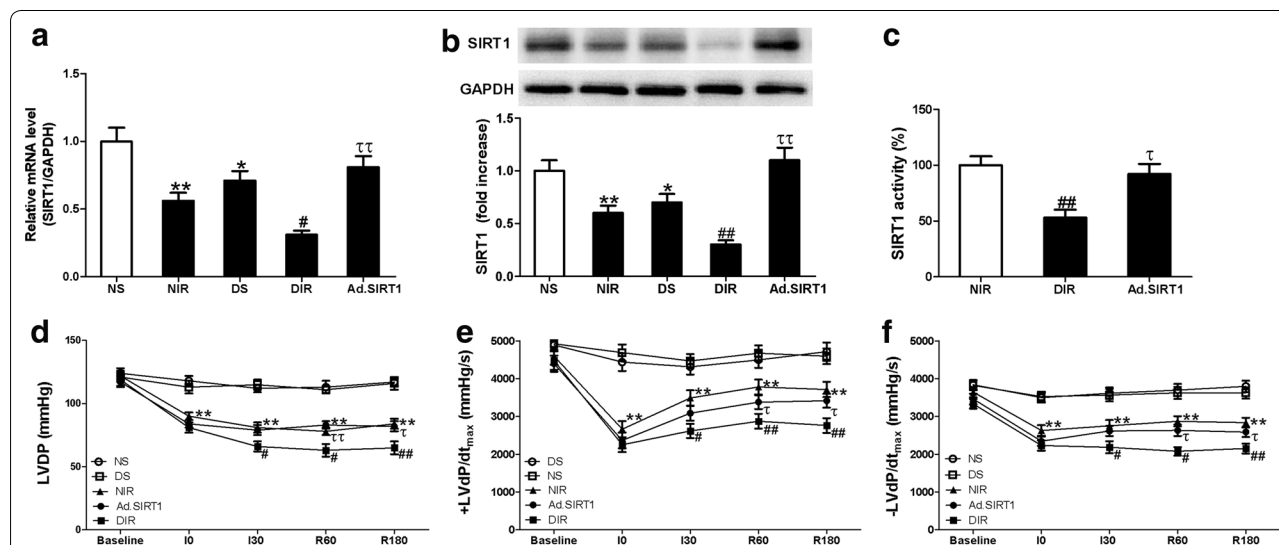 a
Relative mRNA level
(SIRT1/GAPDH)
1.5
1.0
0.5
0.0
**
*
#
ττ
NS NIR DS DIR Ad.SIRT1
b
SIRT1
GAPDH
SIRT1 (fold increase)
1.5
1.0
0.5
0.0
**
*
##
ττ
NS NIR DS DIR Ad.SIRT1
c
SIRT1 activity (%)
150
100
50
0
##
τ
NIR DIR Ad.SIRT1
d
LVDP (mmHg)
150
100
50
0
** ** ** **
ττ τ
# # ##
NS
DS
NIR
Ad.SIRT1
DIR
Baseline I0 I30 R60 R180
e
+LVdP/dtmax (mmHg/s)
5000
4000
3000
2000
1000
0
** ** ** **
τ τ
# ## ##
DS
NS
NIR
Ad.SIRT1
DIR
Baseline I0 I30 R60 R180
f
-LVdP/dtmax (mmHg/s)
5000
4000
3000
2000
1000
0
** ** ** **
τ τ
# # ##
NS
DS
NIR
Ad.SIRT1
DIR
Baseline I0 I30 R60 R180